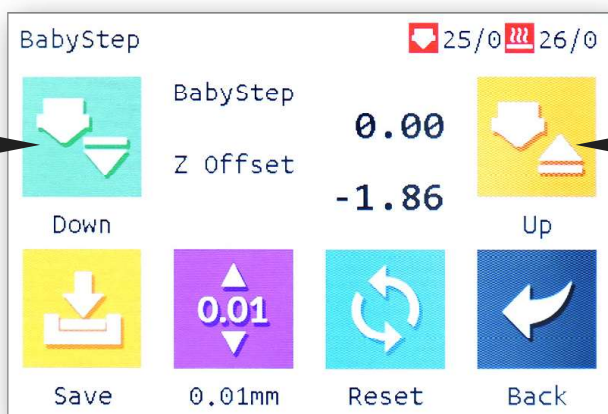 BabyStep
25/0 26/0
BabyStep
0.00
Z Offset
-1.86
Down
Up
0.01
Save
0.01mm
Reset
Back